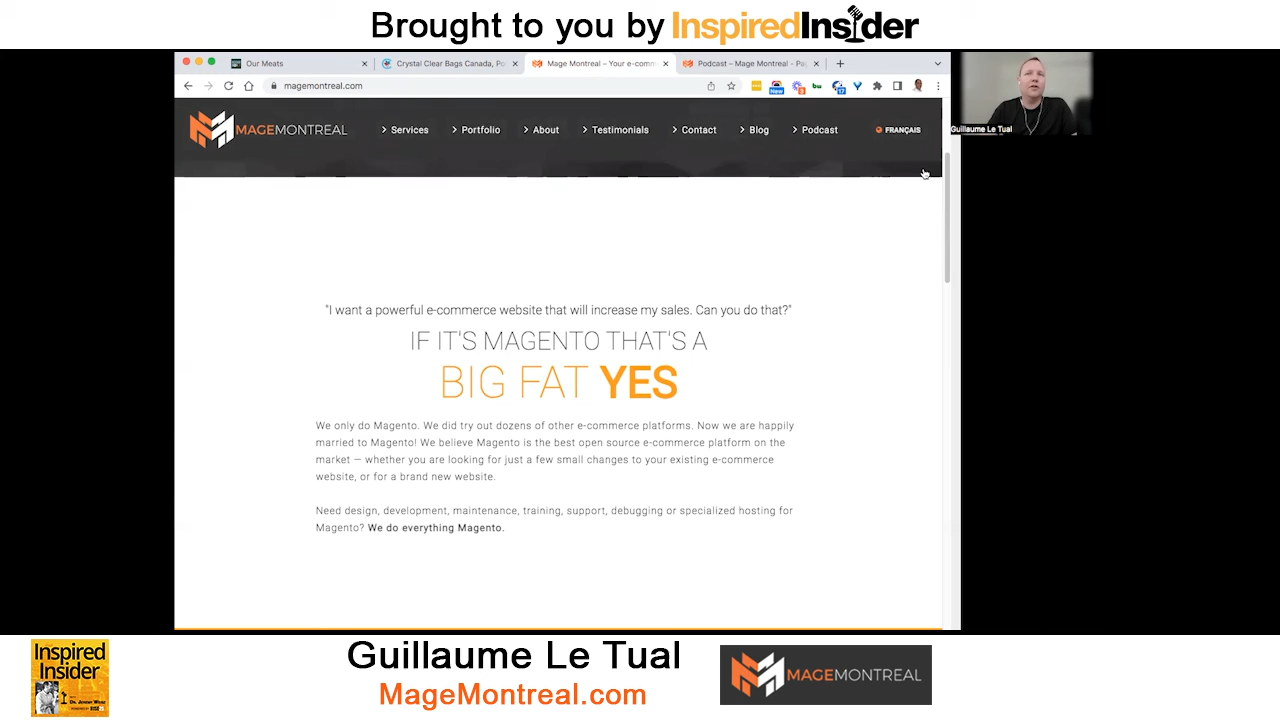 Brought to you by InspiredInsider
Our Meats
Crystal Clear Bags Canada, Po
Mage Montreal – Your e-comm
Podcast – Mage Montreal - Pa
magemontreal.com
New
9
bw
17
MAGEMONTREAL
Services
Portfolio
About
Testimonials
Contact
Blog
Podcast
FRANÇAIS
Guillaume Le Tual
"I want a powerful e-commerce website that will increase my sales. Can you do that?"
IF IT'S MAGENTO THAT'S A
BIG FAT YES
We only do Magento. We did try out dozens of other e-commerce platforms. Now we are happily
married to Magento! We believe Magento is the best open source e-commerce platform on the
market — whether you are looking for just a few small changes to your existing e-commerce
website, or for a brand new website.
Need design, development, maintenance, training, support, debugging or specialized hosting for
Magento? We do everything Magento.
Inspired
Insider
Guillaume Le Tual
MageMontreal.com
MAGEMONTREAL